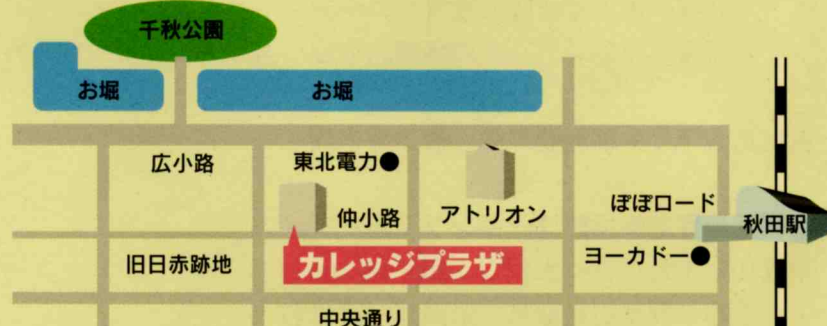 千秋公園
お堀
お堀
広小路
東北電力●
仲小路
アトリオン
ぽぽロード
秋田駅
旧日赤跡地
カレッジプラザ
ヨーカドー●
中央通り